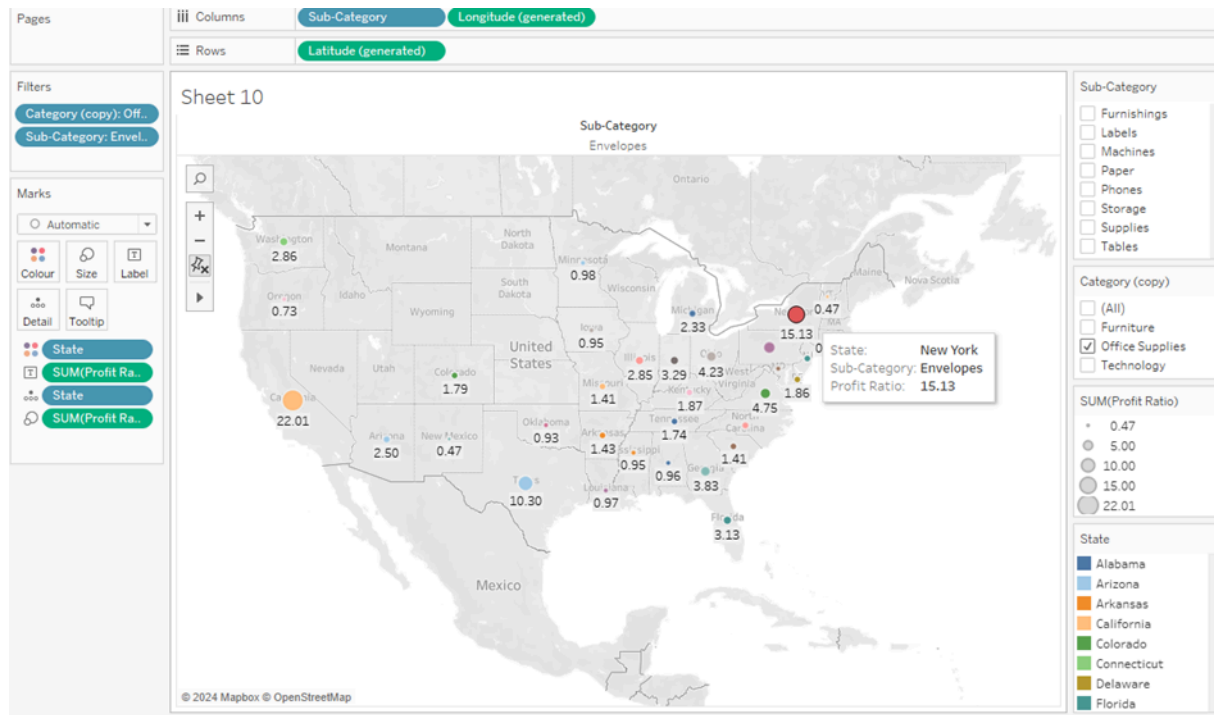 Pages
Columns
Sub-Category
Longitude (generated)
Rows
Latitude (generated)
Filters
Category (copy): Off..
Sub-Category: Envel..
Marks
Automatic
Colour
Size
Label
Detail
Tooltip
State
SUM(Profit Ra..
State
SUM(Profit Ra..
Sheet 10
Sub-Category
Envelopes
Ontario
Washington
2.86
Montana
North
Dakota
Minnesota
0.98
Maine
Nova Scotia
Oregon
0.73
Idaho
South
Dakota
Wisconsin
Wyoming
Michigan
2.33
0.47
MA
15.13
Iowa
0.95
United
States
Nevada
Utah
Colorado
1.79
Illinois
2.85
3.29
Ohio
4.23
West
Virginia
1.86
California
22.01
Missouri
1.41
Kentucky
1.87
4.75
Arizona
2.50
New Mexico
0.47
Oklahoma
0.93
Arkansas
1.43
Tennessee
1.74
North
Carolina
1.41
Mississippi
0.95
0.96
Georgia
3.83
Texas
10.30
Louisiana
0.97
Florida
3.13
Mexico
State: New York
Sub-Category: Envelopes
Profit Ratio: 15.13
© 2024 Mapbox © OpenStreetMap
Sub-Category
Furnishings
Labels
Machines
Paper
Phones
Storage
Supplies
Tables
Category (copy)
(All)
Furniture
Office Supplies
Technology
SUM(Profit Ratio)
0.47
5.00
10.00
15.00
22.01
State
Alabama
Arizona
Arkansas
California
Colorado
Connecticut
Delaware
Florida